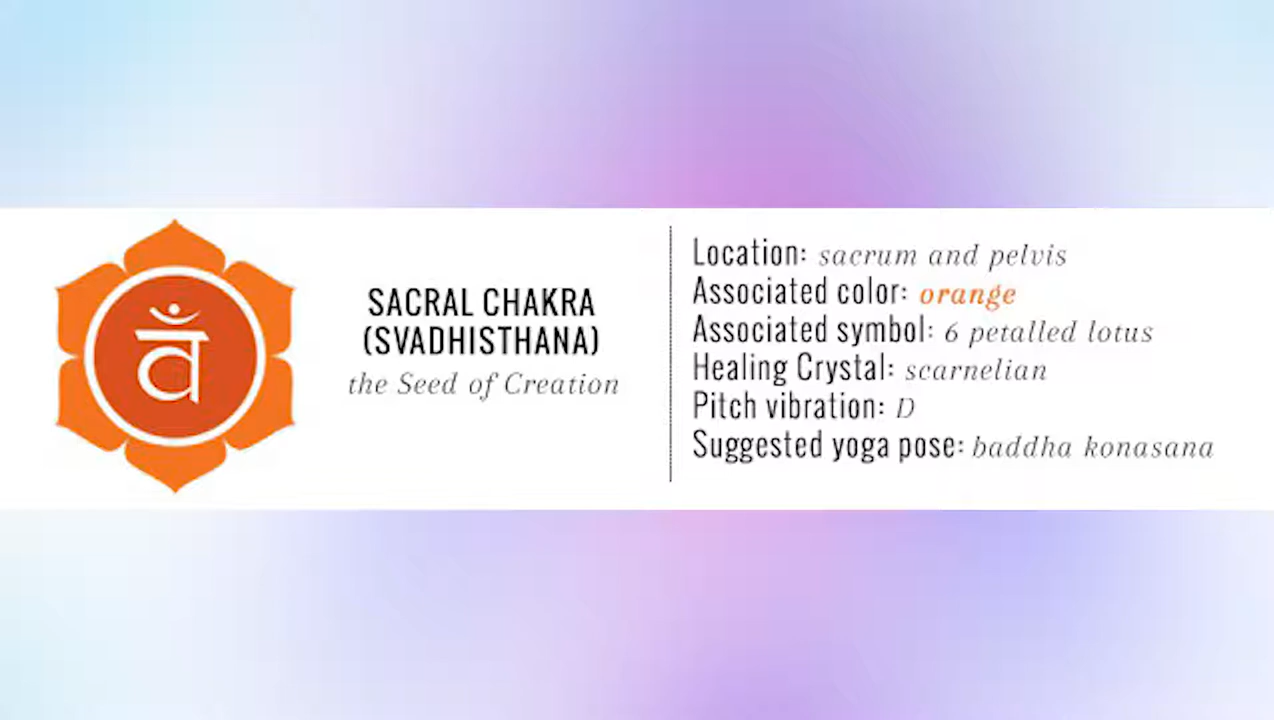 वँ
SACRAL CHAKRA
(SVADHISTHANA)
the Seed of Creation
Location: sacrum and pelvis
Associated color: orange
Associated symbol: 6 petalled lotus
Healing Crystal: scarnelian
Pitch vibration: D
Suggested yoga pose: baddha konasana